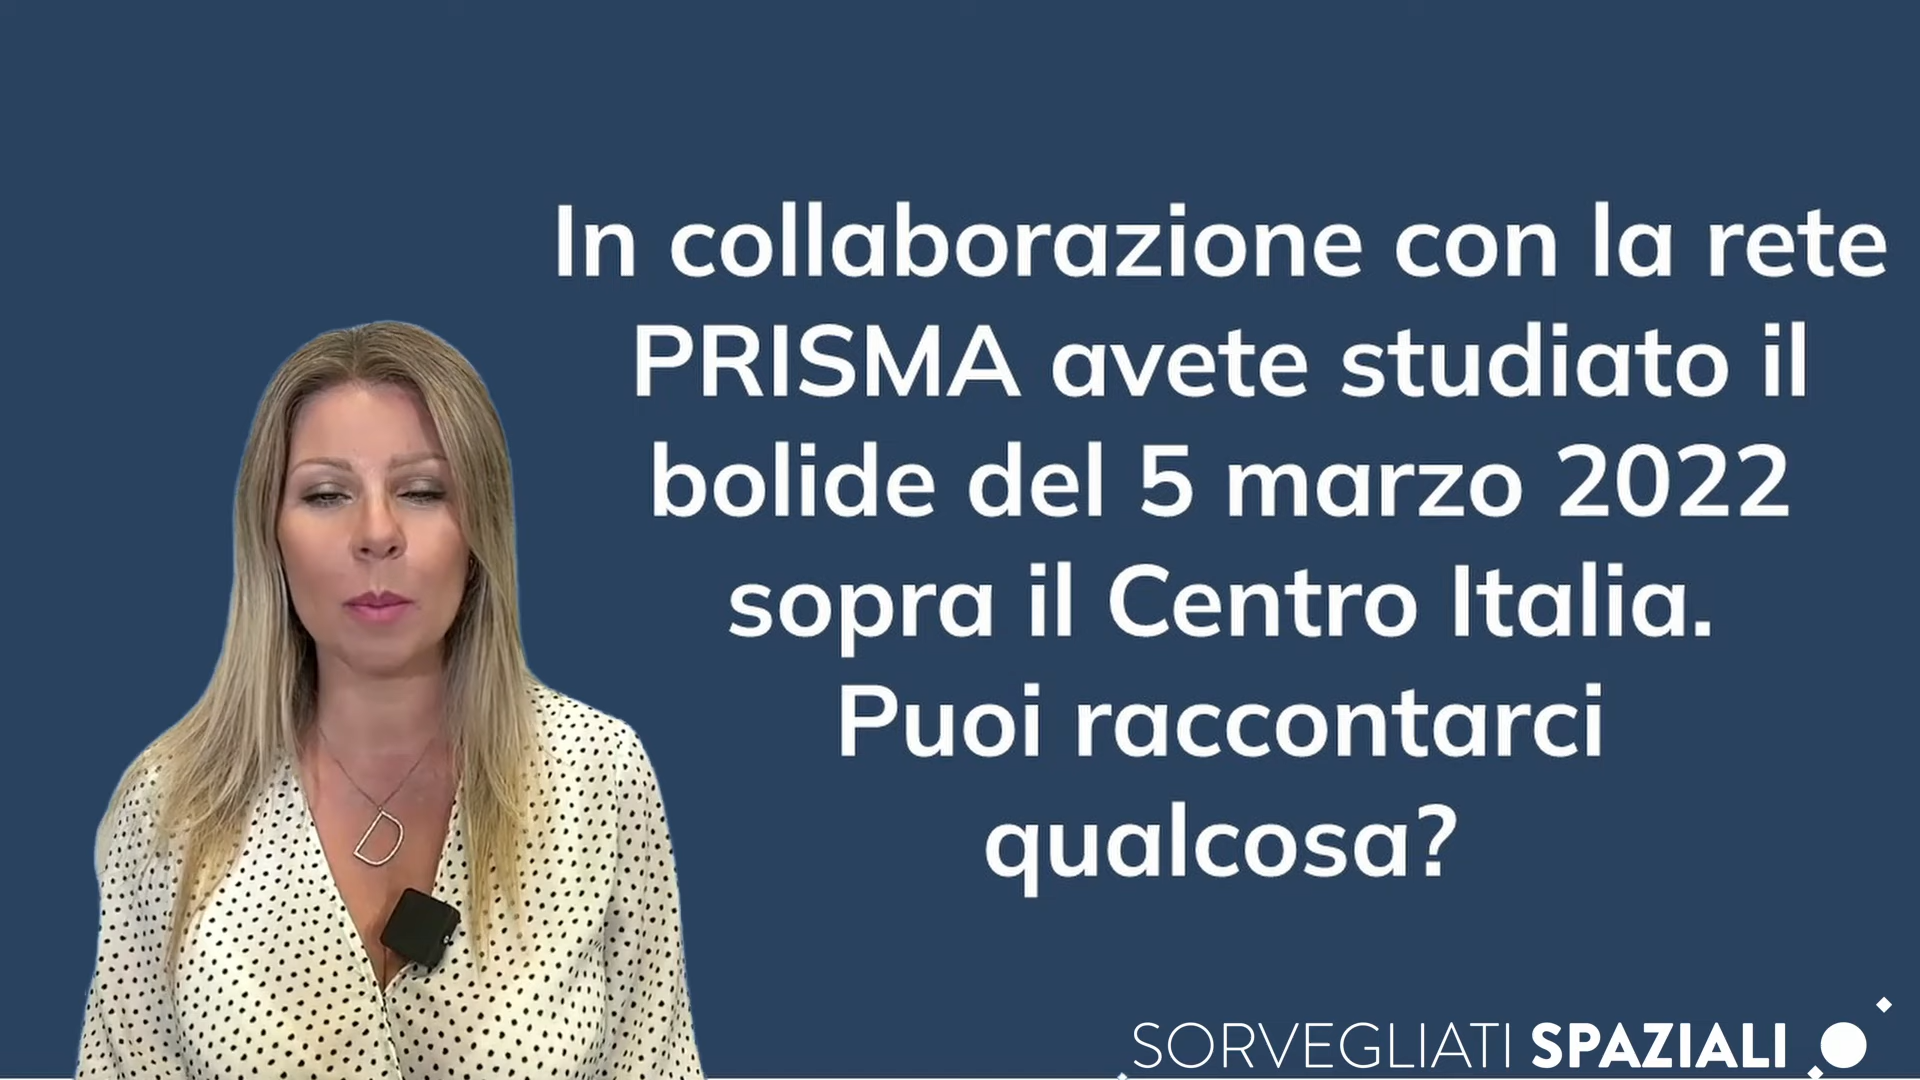 In collaborazione con la rete
PRISMA avete studiato il
bolide del 5 marzo 2022
sopra il Centro Italia.
Puoi raccontarci
qualcosa?
SORVEGLIATI SPAZIALI